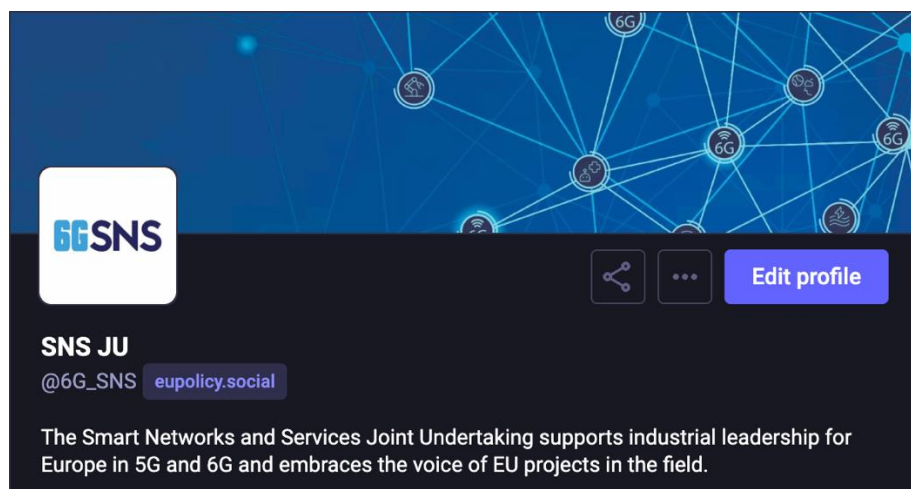 6G
6G
6G
6G
6GSNS
Edit profile
SNS JU
@6G_SNS eupolicy.social
The Smart Networks and Services Joint Undertaking supports industrial leadership for
Europe in 5G and 6G and embraces the voice of EU projects in the field.